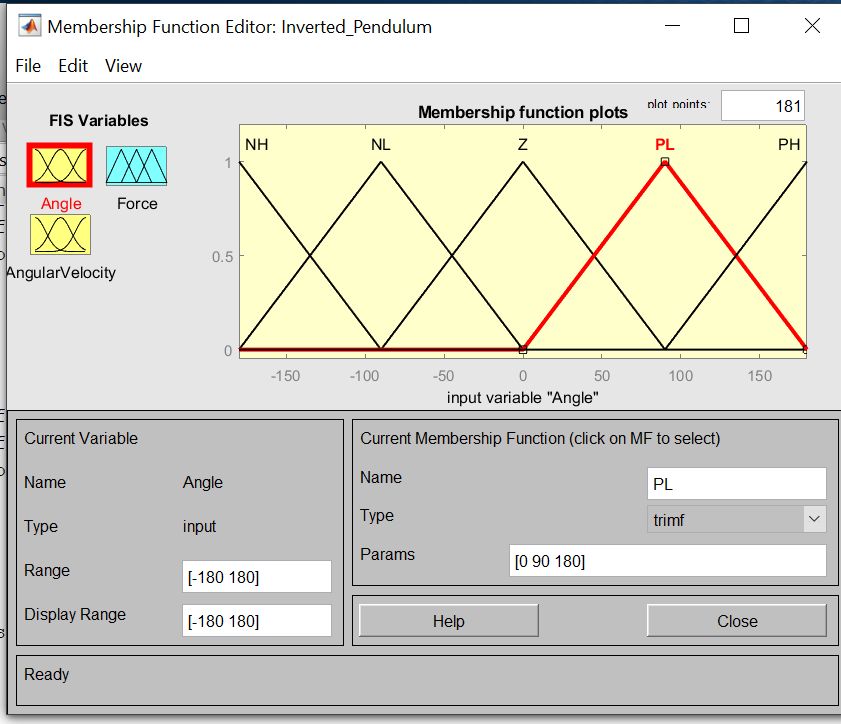 Membership Function Editor: Inverted_Pendulum
File Edit View
FIS Variables
Membership function plots
plot points:
181
NH NL Z PL PH
1
0.5
0
-150 -100 -50 0 50 100 150
input variable "Angle"
Angle Force
AngularVelocity
Current Variable
Name Angle
Type input
Range [-180 180]
Display Range [-180 180]
Current Membership Function (click on MF to select)
Name PL
Type trimf
Params [0 90 180]
Help Close
Ready